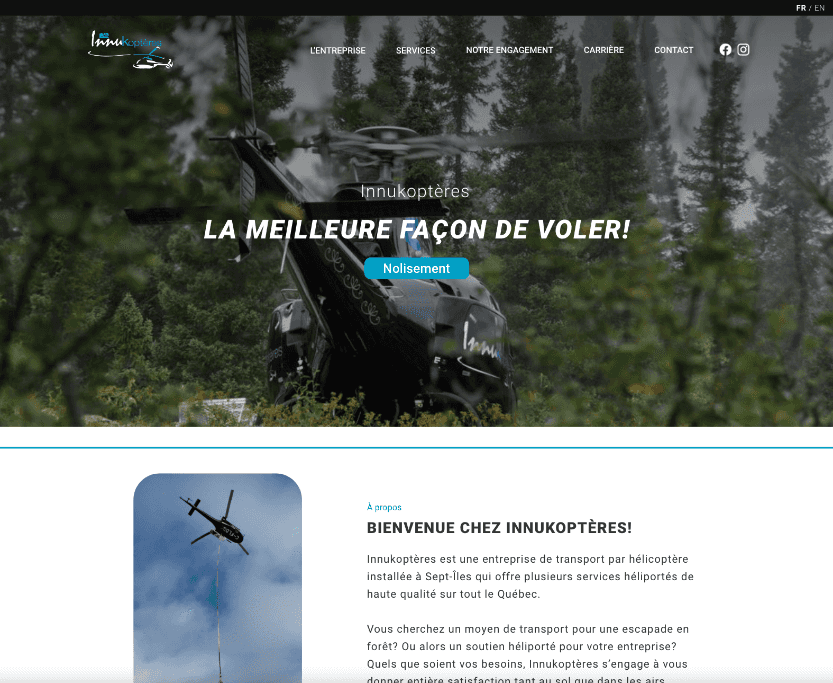 FR / EN
InnuKoptères
L'ENTREPRISE
SERVICES
NOTRE ENGAGEMENT
CARRIÈRE
CONTACT
Innukoptères
LA MEILLEURE FAÇON DE VOLER!
Nolisement
Innu
À propos
BIENVENUE CHEZ INNUKOPTÈRES!
Innukoptères est une entreprise de transport par hélicoptère
installée à Sept-Îles qui offre plusieurs services héliportés de
haute qualité sur tout le Québec.
Vous cherchez un moyen de transport pour une escapade en
forêt? Ou alors un soutien héliporté pour votre entreprise?
Quels que soient vos besoins, Innukoptères s'engage à vous
donner entière satisfaction tant au sol que dans les airs